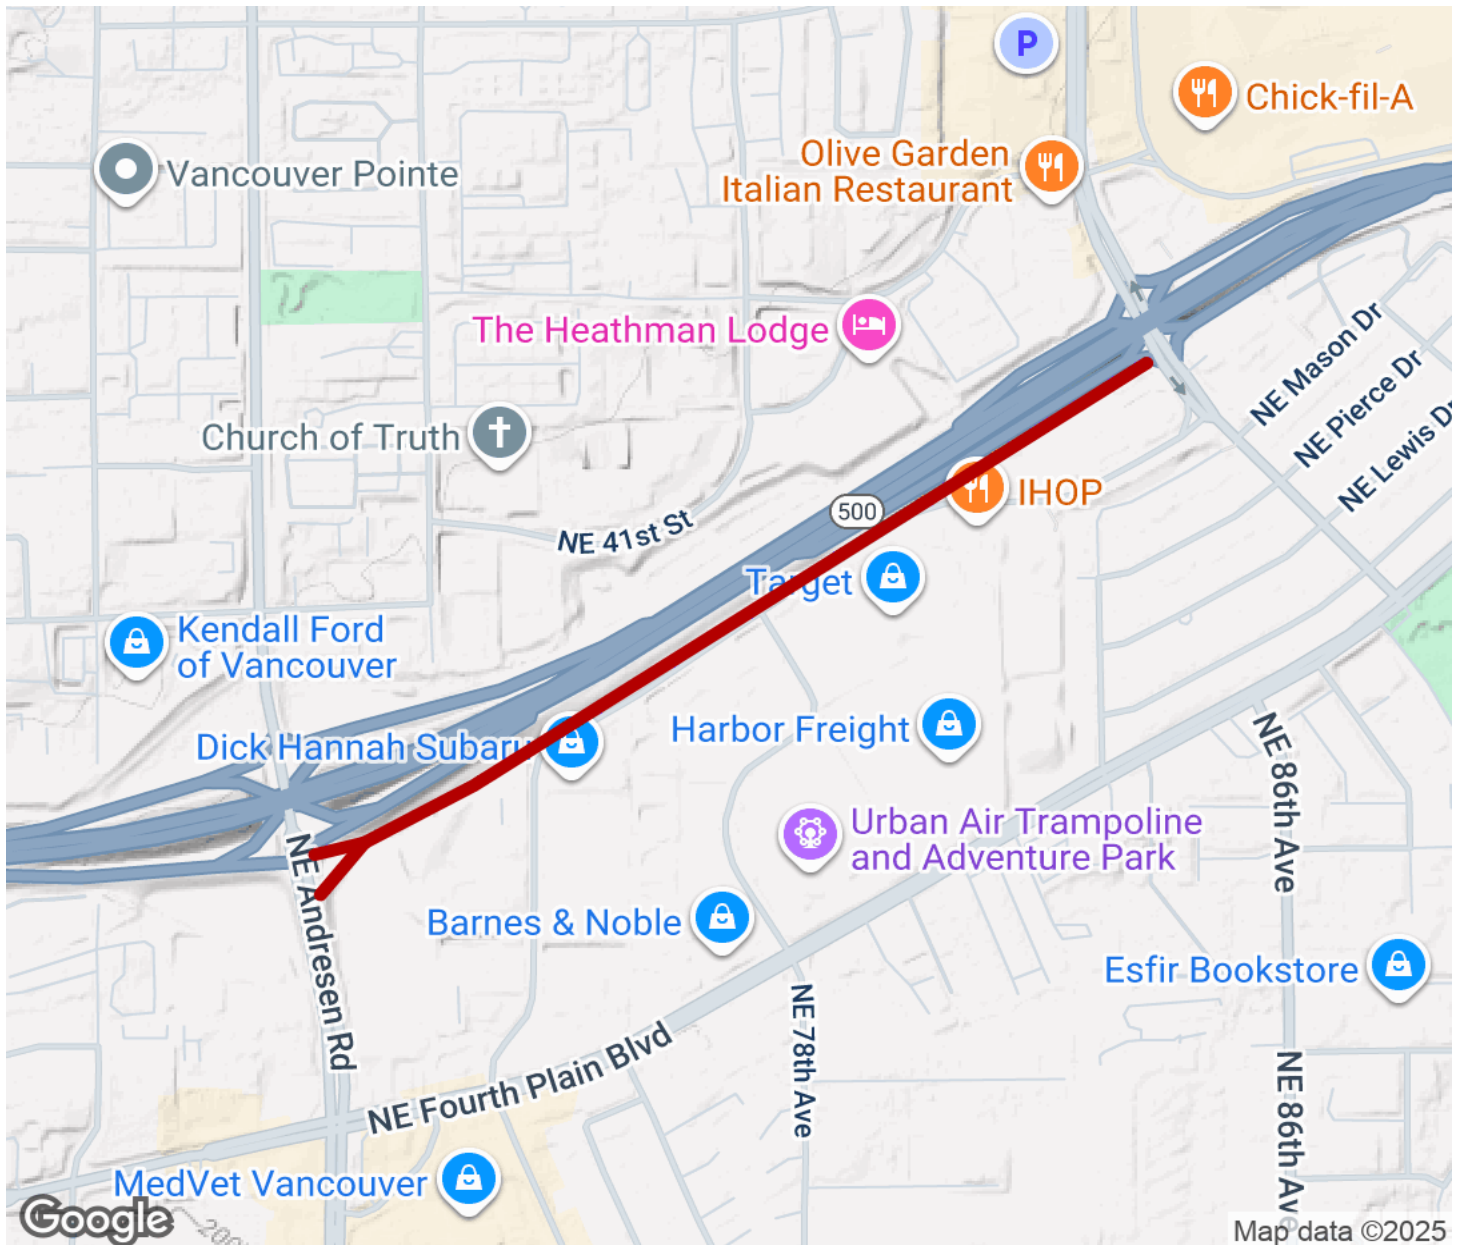 P
Chick-fil-A
Olive Garden
Italian Restaurant
Vancouver Pointe
The Heathman Lodge
NE Mason Dr
NE Pierce Dr
NE Lewis Dr
Church of Truth
IHOP
500
NE 41st St
Target
Kendall Ford
of Vancouver
Dick Hannah Subaru
Harbor Freight
NE 86th Ave
Urban Air Trampoline
and Adventure Park
NE Andresen Rd
Barnes & Noble
Esfir Bookstore
NE 78th Ave
NE Fourth Plain Blvd
NE 86th Ave
MedVet Vancouver
Google
Map data ©2025